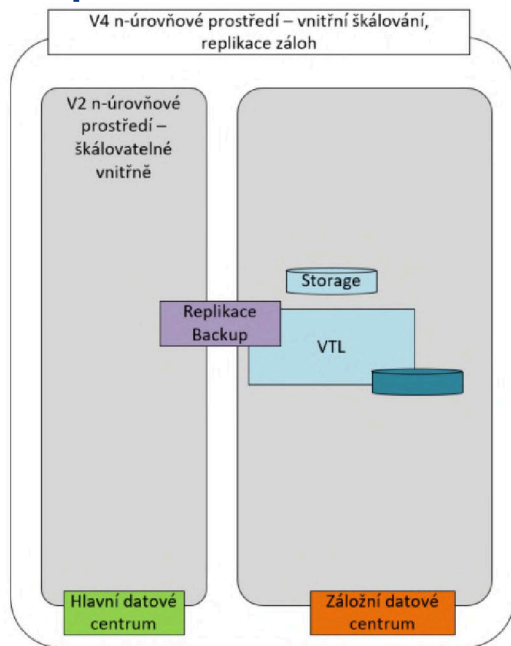 V4 n-úrovňové prostředí – vnitřní škálování,
replikace záloh
V2 n-úrovňové
prostředí –
škálovatelné
vnitřně
Storage
Replikace
Backup
VTL
Hlavní datové
centrum
Záložní datové
centrum